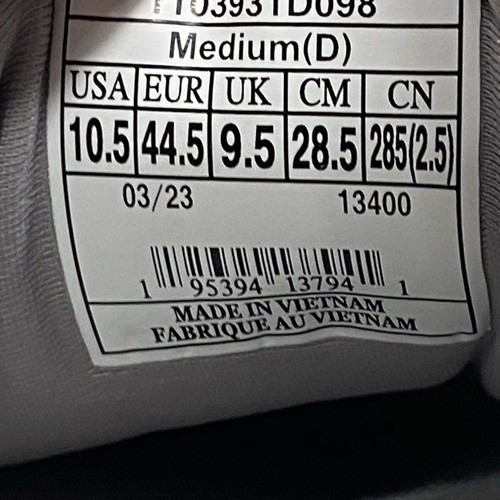 1103931D098
Medium(D)
USA EUR UK CM CN
10.5 44.5 9.5 28.5 285(2.5)
03/23 13400
1 95394 13794 1
MADE IN VIETNAM
FABRIQUE AU VIETNAM